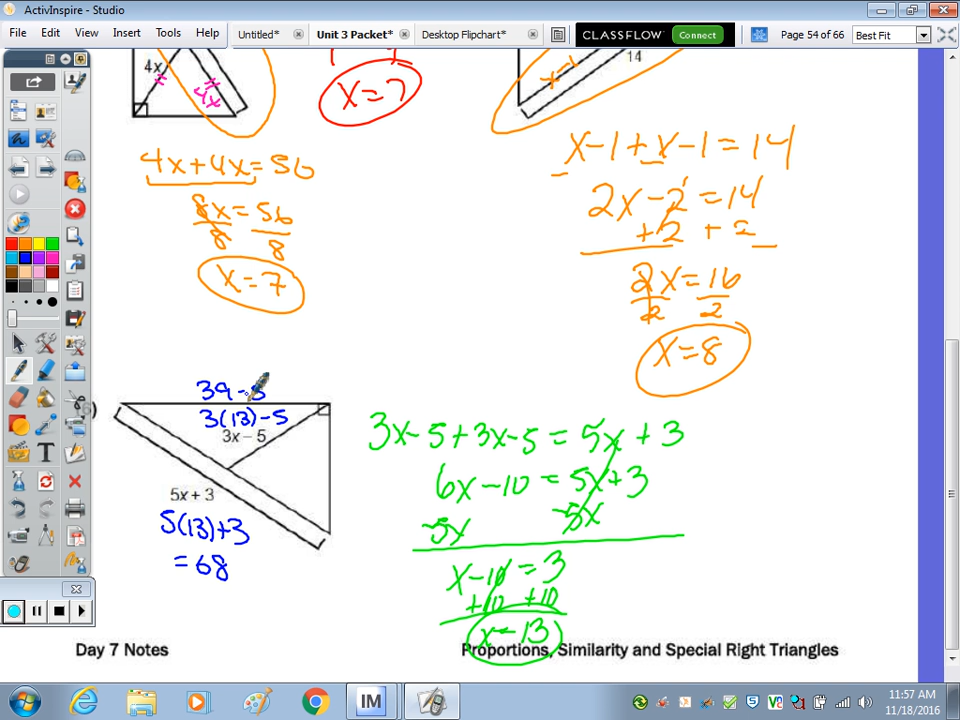 ActivInspire - Studio
File Edit View Insert Tools Help
Untitled*
Unit 3 Packet*
Desktop Flipchart*
CLASSFLOW Connect
Page 54 of 66
Best Fit
4x
4x
x=7
x-1
14
4x+4x=56
8x=56
8 8
x=7
x-1+x-1=14
2x-2=14
+2 +2
2x=16
2 2
x=8
39-5
3(13)-5
3x-5
5x+3
5(13)+3
=68
3x-5+3x-5=5x+3
6x-10=5x+3
-5x -5x
x-10=3
+10 +10
x=13
Day 7 Notes
Proportions, Similarity and Special Right Triangles
IM
11:57 AM
11/18/2016